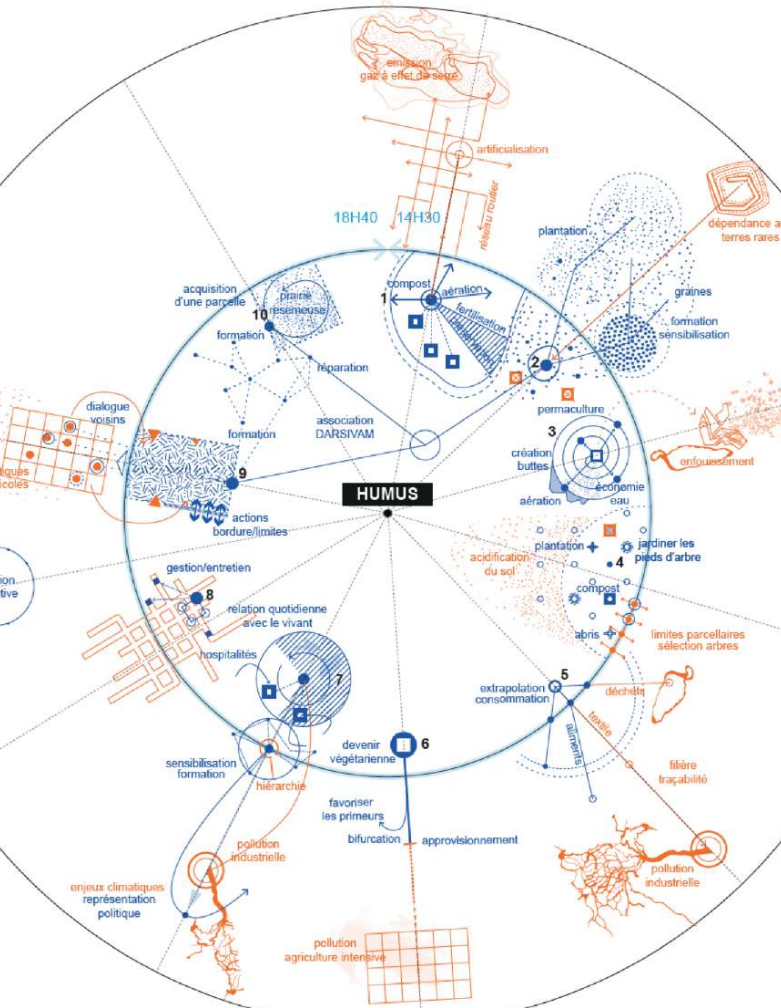 emission
gaz à effet de serre
artificialisation
réseau routier
18H40
14H30
dépendance a
terres rares
plantation
compost
aération
fertilisation
1
acquisition
d'une parcelle
prairie
resemeuse
10
formation
réparation
formation
association
DARSIVAM
graines
formation
sensibilisation
2
permaculture
3
création
buttes
économie
eau
aération
enfouissement
dialogue
voisins
tiques
icoles
9
actions
bordure/limites
HUMUS
acidification
du sol
plantation
jardiner les
pieds d'arbre
4
compost
abris
limites parcellaires
sélection arbres
ion
tive
gestion/entretien
8
relation quotidienne
avec le vivant
hospitalités
7
5
extrapolation
consommation
déchets
textile
aliments
filière
traçabilité
sensibilisation
formation
hiérarchie
devenir
végétarienne
6
favoriser
les primeurs
bifurcation
approvisionnement
pollution
industrielle
enjeux climatiques
représentation
politique
pollution
industrielle
pollution
agriculture intensive